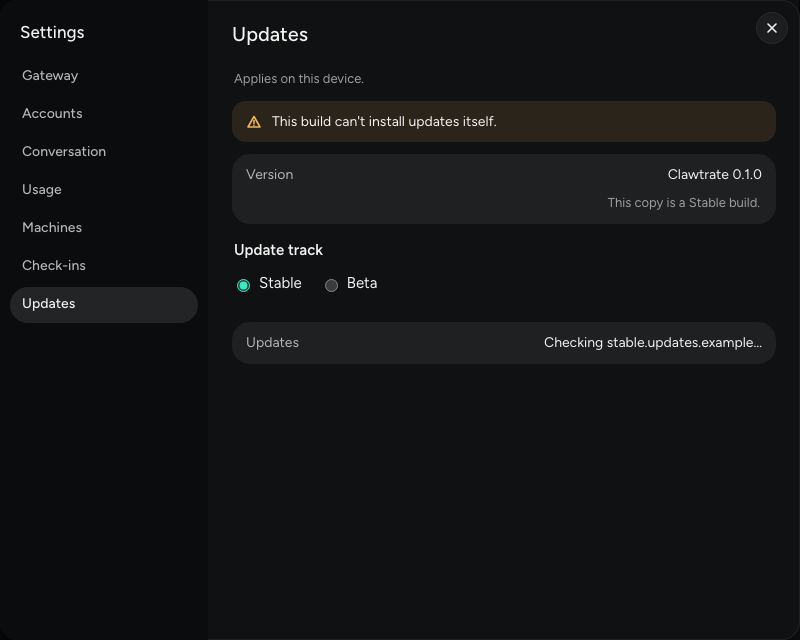 Settings
Gateway
Accounts
Conversation
Usage
Machines
Check-ins
Updates
Updates
Applies on this device.
This build can't install updates itself.
Version
Clawtrate 0.1.0
This copy is a Stable build.
Update track
Stable
Beta
Updates
Checking stable.updates.example…